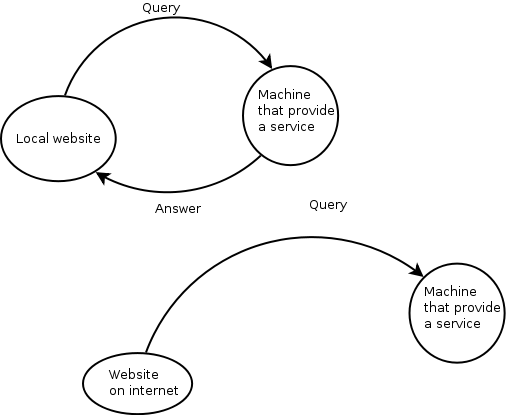 Query
Local website
Machine
that provide
a service
Answer
Query
Machine
that provide
a service
Website
on internet